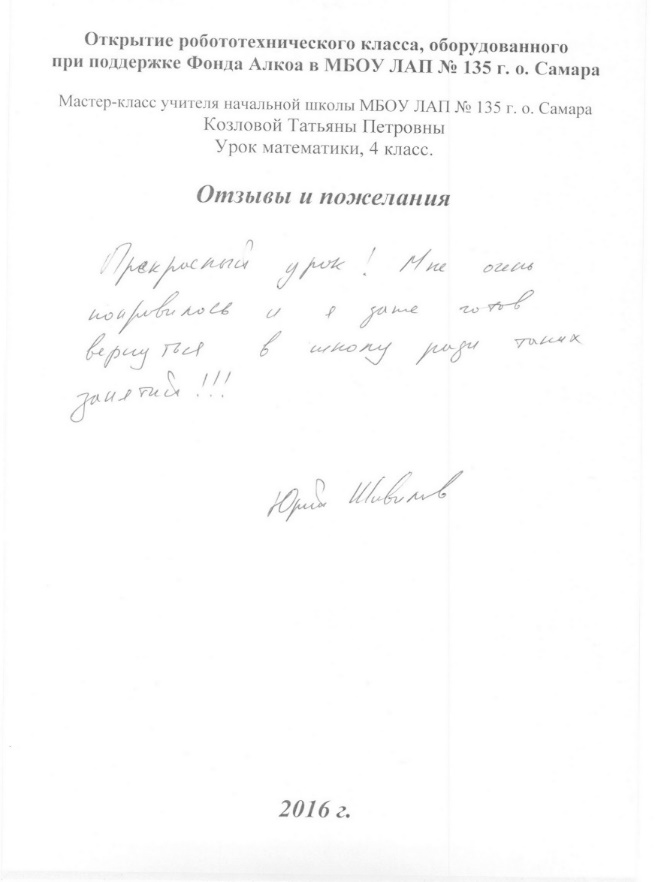 Открытие робототехнического класса, оборудованного
при поддержке Фонда Алкоа в МБОУ ЛАП № 135 г. о. Самара
Мастер-класс учителя начальной школы МБОУ ЛАП № 135 г. о. Самара
Козловой Татьяны Петровны
Урок математики, 4 класс.
Отзывы и пожелания
Прекрасный урок! Мне очень
понравилось и я даже готов
вернуться в школу ради таких
занятий!!!
Юрий
2016 г.